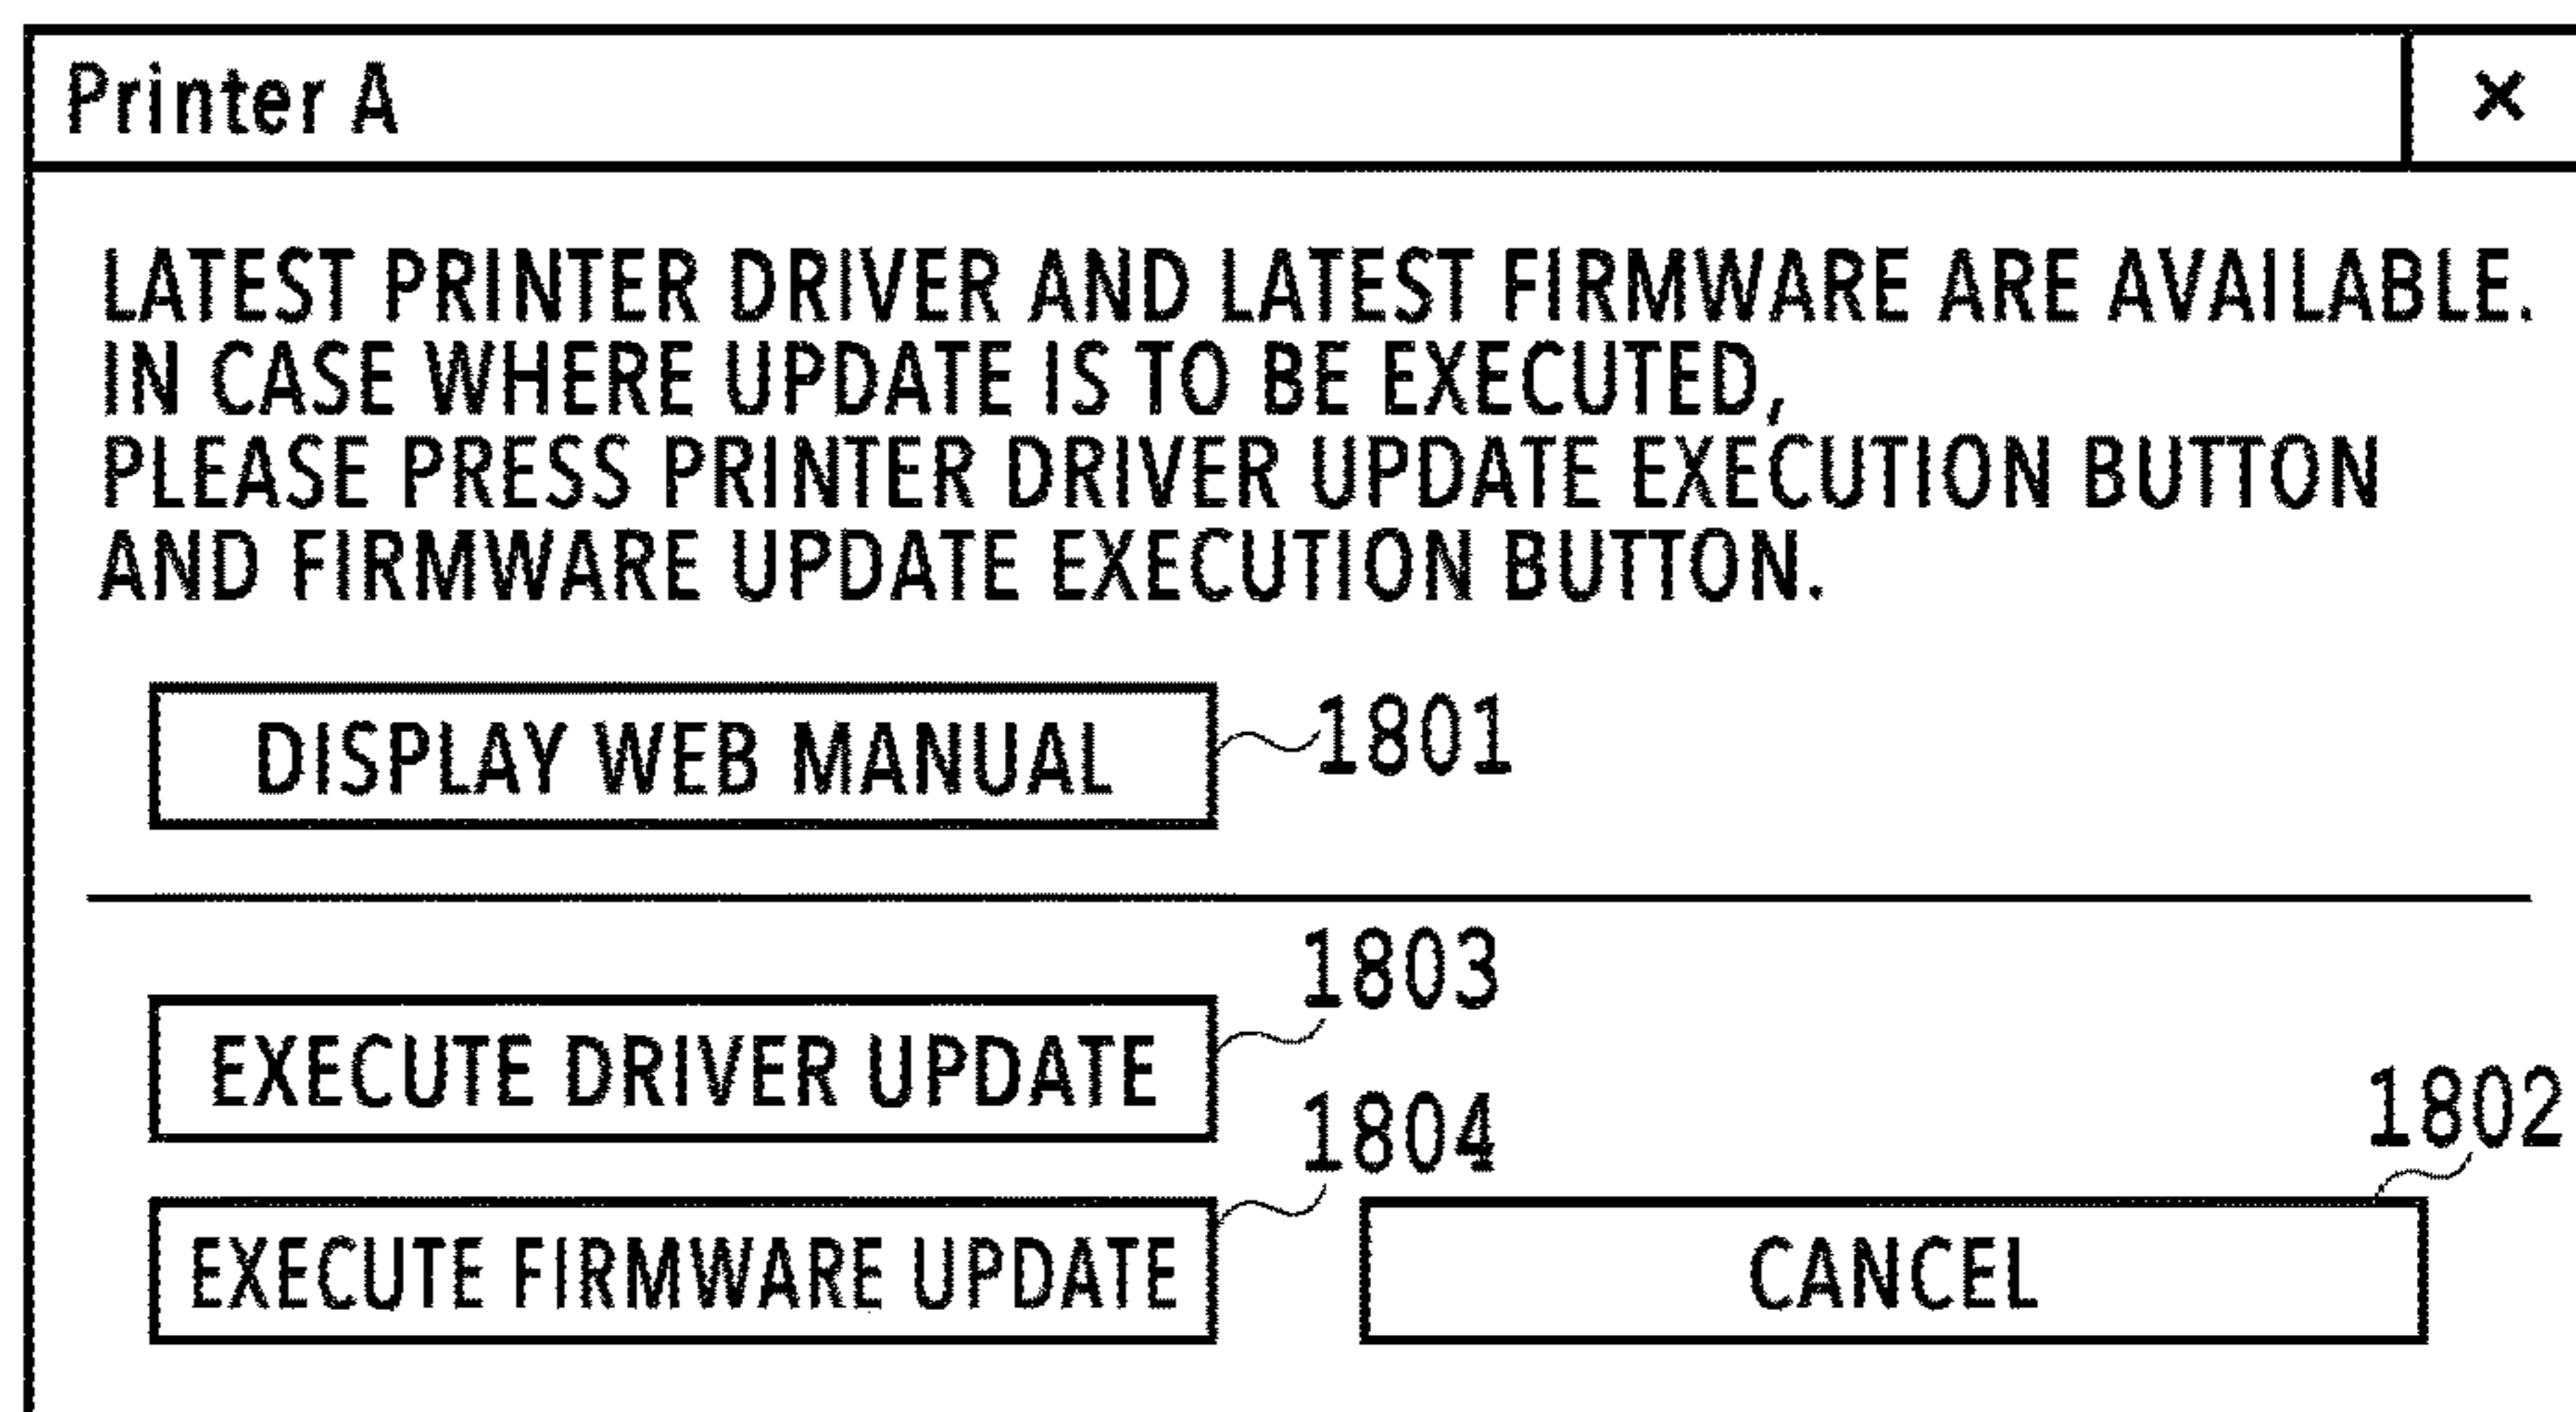 Printer A ×
LATEST PRINTER DRIVER AND LATEST FIRMWARE ARE AVAILABLE.
IN CASE WHERE UPDATE IS TO BE EXECUTED,
PLEASE PRESS PRINTER DRIVER UPDATE EXECUTION BUTTON
AND FIRMWARE UPDATE EXECUTION BUTTON.
DISPLAY WEB MANUAL 1801
1803
EXECUTE DRIVER UPDATE
1804 1802
EXECUTE FIRMWARE UPDATE CANCEL